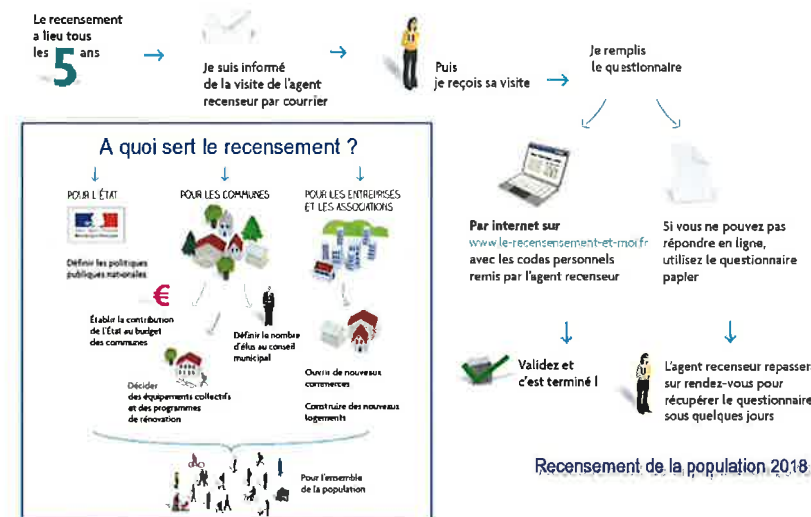 Le recensement
a lieu tous
les 5 ans
Je suis informé
de la visite de l'agent
recenseur par courrier
Puis
je reçois sa visite
Je remplis
le questionnaire
A quoi sert le recensement ?
POUR L'ÉTAT
Définir les politiques
publiques nationales
POUR LES COMMUNES
€
Établir la contribution
de l'État au budget
des communes
Définir le nombre
d'élus au conseil
municipal
Décider
des équipements collectifs
et des programmes
de rénovation
POUR LES ENTREPRISES
ET LES ASSOCIATIONS
Ouvrir de nouveaux
commerces
Construire des nouveaux
logements
Pour l'ensemble
de la population
Par internet sur
www.le-recensensement-et-moi.fr
avec les codes personnels
remis par l'agent recenseur
Validez et
c'est terminé !
Si vous ne pouvez pas
répondre en ligne,
utilisez le questionnaire
papier
L'agent recenseur repasser
sur rendez-vous pour
récupérer le questionnaire
sous quelques jours
Recensement de la population 2018